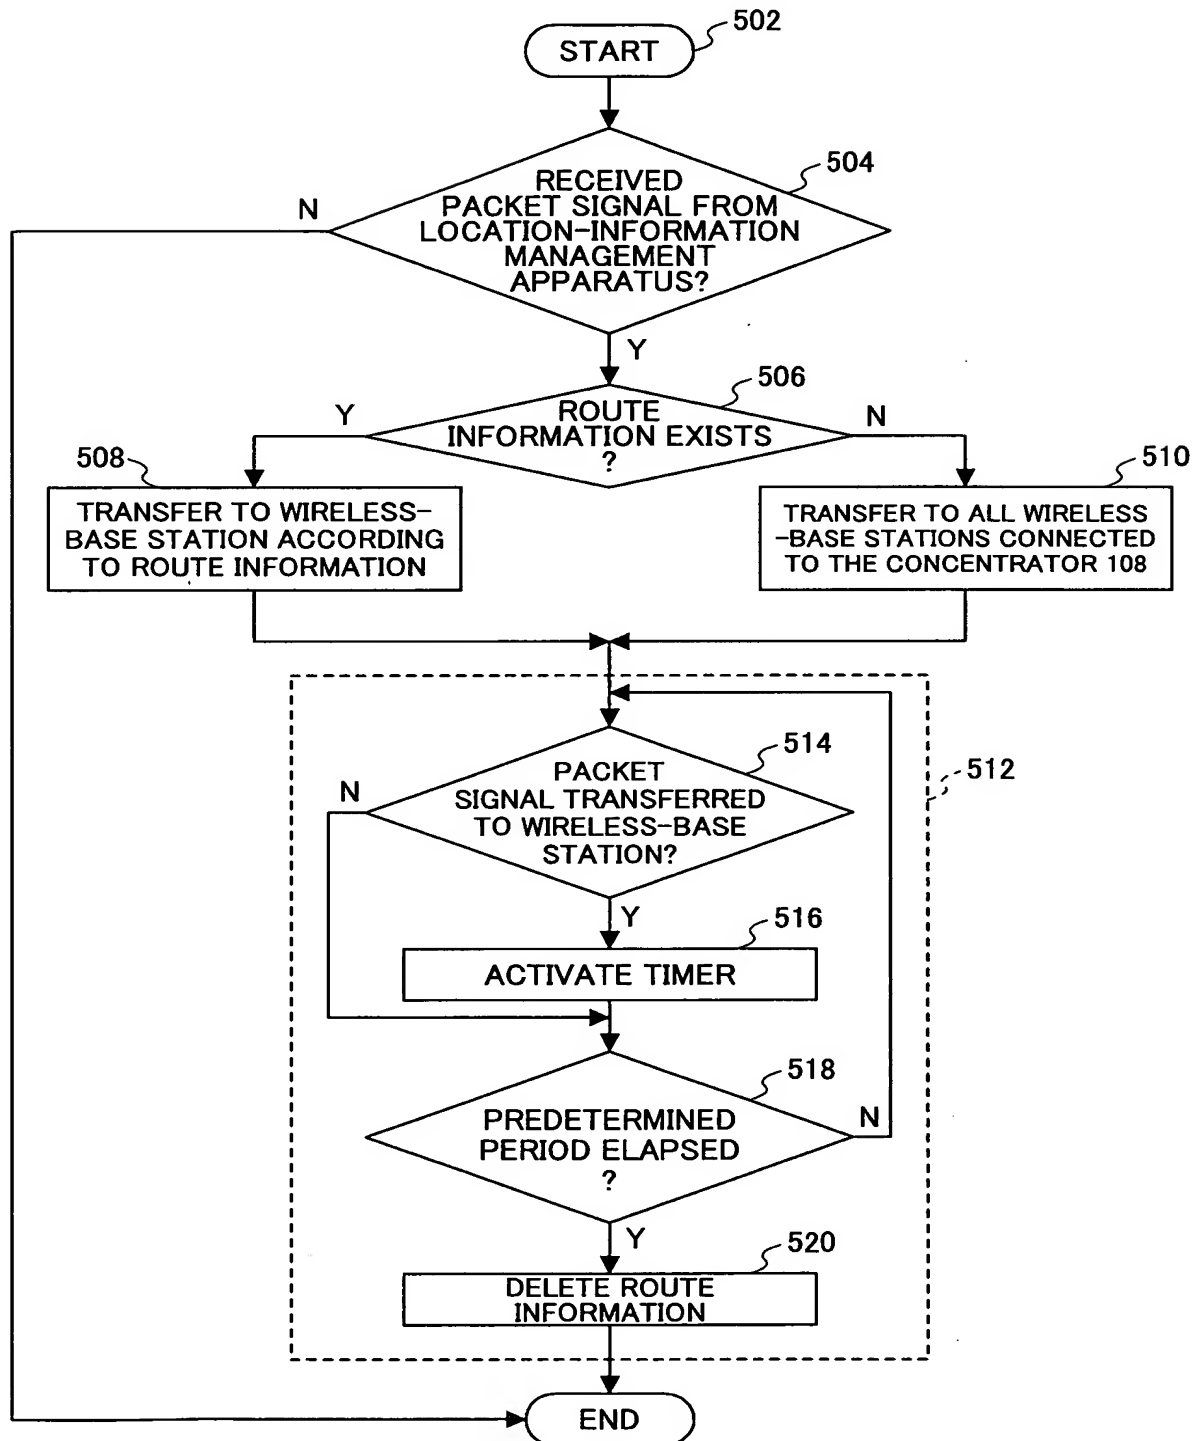 502
START
504
RECEIVED
PACKET SIGNAL FROM
LOCATION-INFORMATION
MANAGEMENT
APPARATUS?
N
Y
506
ROUTE
INFORMATION EXISTS
?
Y
N
508
TRANSFER TO WIRELESS-
BASE STATION ACCORDING
TO ROUTE INFORMATION
510
TRANSFER TO ALL WIRELESS
-BASE STATIONS CONNECTED
TO THE CONCENTRATOR 108
512
514
PACKET
SIGNAL TRANSFERRED
TO WIRELESS-BASE
STATION?
N
Y
516
ACTIVATE TIMER
518
PREDETERMINED
PERIOD ELAPSED
?
N
Y
520
DELETE ROUTE
INFORMATION
END